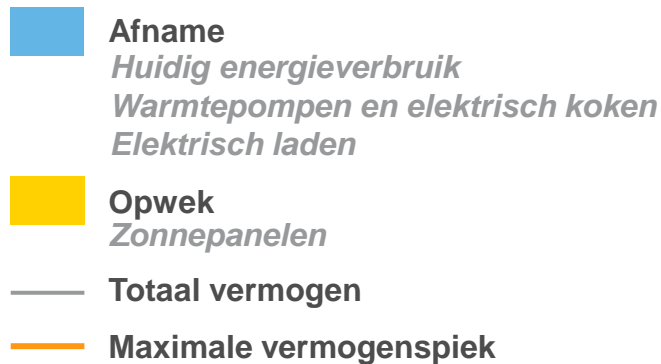 Afname
Huidig energieverbruik
Warmtepompen en elektrisch koken
Elektrisch laden
Opwek
Zonnepanelen
Totaal vermogen
Maximale vermogenspiek